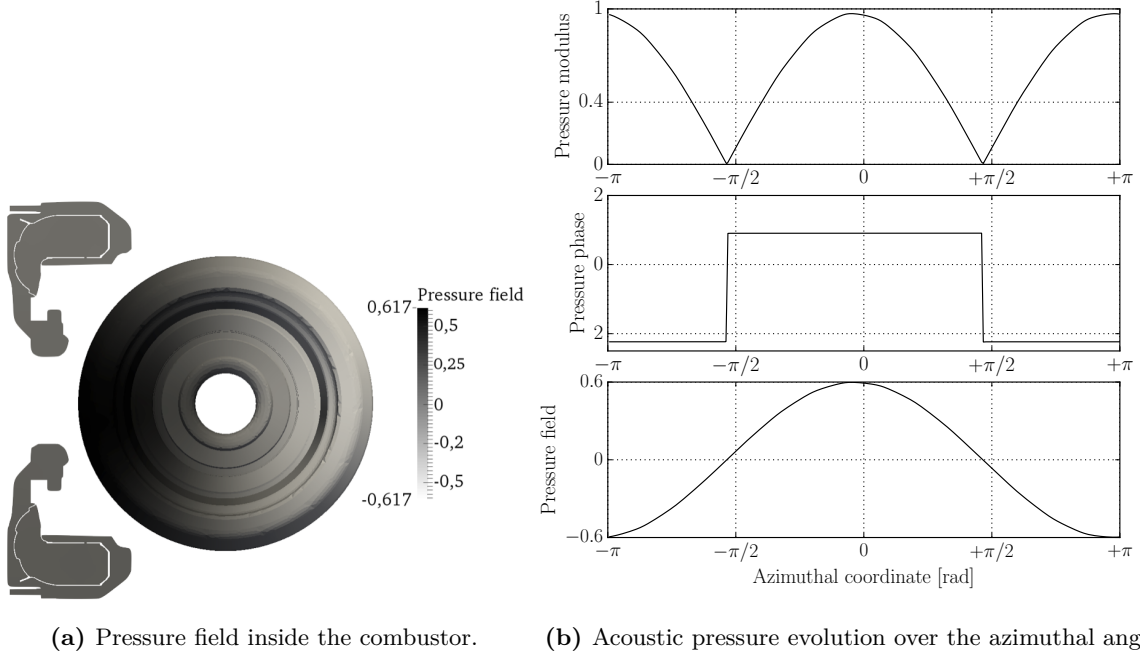 Pressure field
0,617
0,5
0,25
0
-0,2
-0,5
-0,617
(a) Pressure field inside the combustor.
Pressure modulus
1
0.4
0
−π
−π/2
0
+π/2
+π
Pressure phase
2
0
2
−π
−π/2
0
+π/2
+π
Pressure field
0.6
0
−0.6
−π
−π/2
0
+π/2
+π
Azimuthal coordinate [rad]
(b) Acoustic pressure evolution over the azimuthal ang